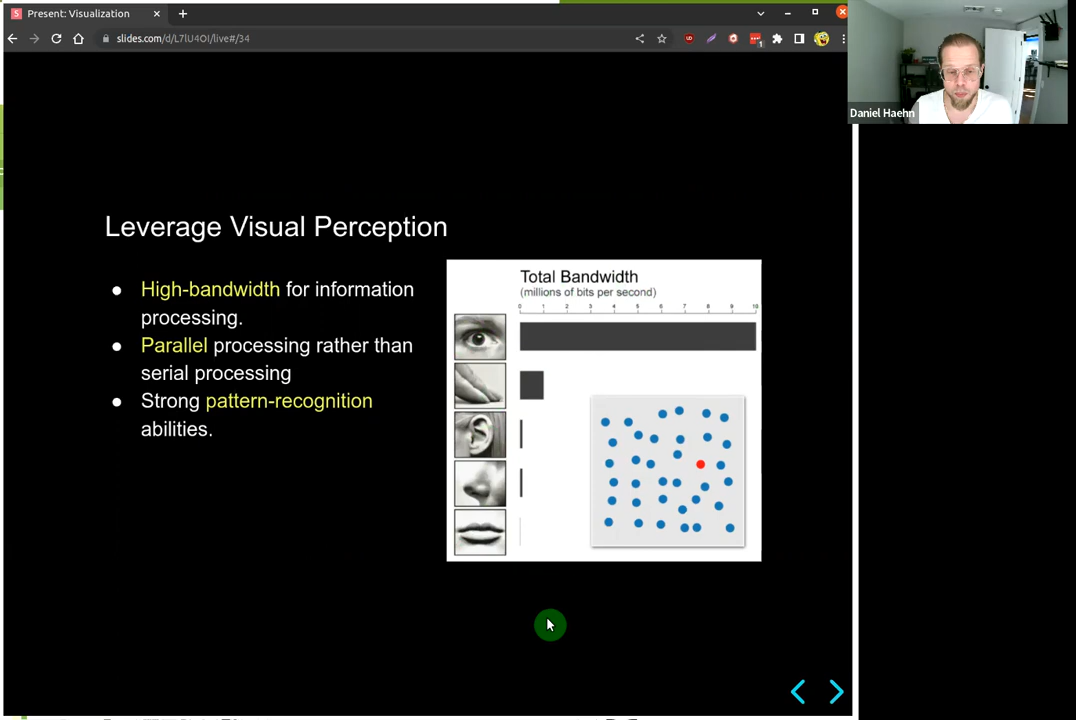 Present: Visualization
slides.com/d/L7lU4OI/live#/34
1
Daniel Haehn
Leverage Visual Perception
● High-bandwidth for information
processing.
● Parallel processing rather than
serial processing
● Strong pattern-recognition
abilities.
Total Bandwidth
(millions of bits per second)
0 1 2 3 4 5 6 7 8 9 10